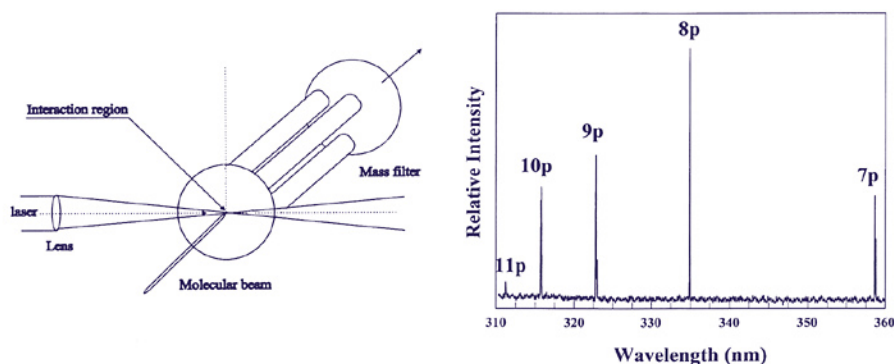 Interaction region
Mass filter
laser
Lens
Molecular beam
Relative Intensity
8p
9p
10p
7p
11p
310 320 330 340 350 360
Wavelength (nm)